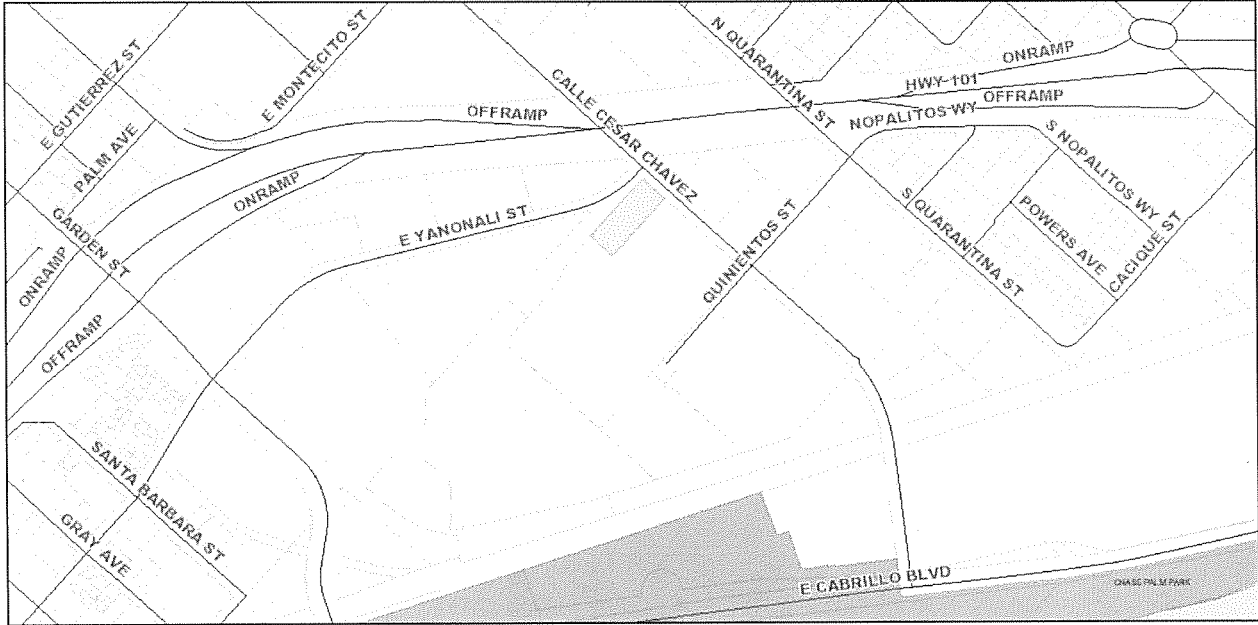 E GUTIERREZ ST
E MONTECITO ST
CALLE CESAR CHAVEZ
N QUARANTINA ST
ONRAMP
HWY-101
OFFRAMP
OFFRAMP
NOPALITOS WY
PALM AVE
S NOPALITOS WY
ONRAMP
GARDEN ST
E YANONALI ST
S QUARANTINA ST
POWERS AVE
CACIQUE ST
QUINIENTOS ST
ONRAMP
OFFRAMP
SANTA BARBARA ST
GRAY AVE
E CABRILLO BLVD
CHASE PALM PARK